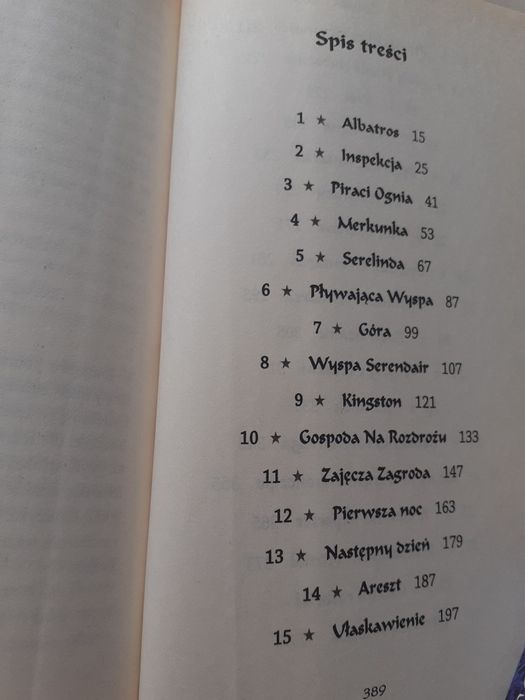 Spis treści
1 ★ Albatros 15
2 ★ Inspekcja 25
3 ★ Piraci Ognia 41
4 ★ Merkunka 53
5 ★ Serelinda 67
6 ★ Pływająca Wyspa 87
7 ★ Góra 99
8 ★ Wyspa Serendair 107
9 ★ Kingston 121
10 ★ Gospoda Na Rozdrożu 133
11 ★ Zajęcza Zagroda 147
12 ★ Pierwsza noc 163
13 ★ Następny dzień 179
14 ★ Areszt 187
15 ★ Ułaskawienie 197
389